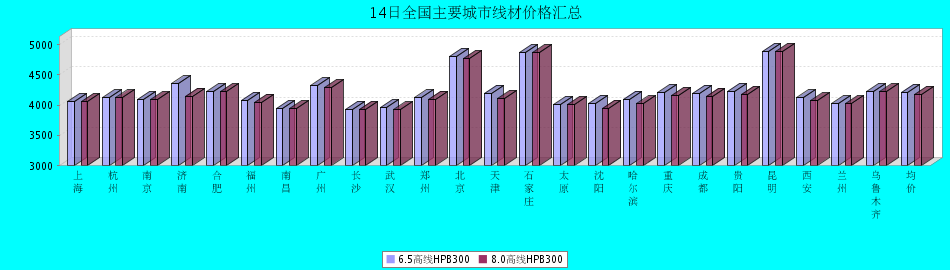 14日全国主要城市线材价格汇总
5000
4500
4000
3500
3000
上海
杭州
南京
济南
合肥
福州
南昌
广州
长沙
武汉
郑州
北京
天津
石家庄
太原
沈阳
哈尔滨
重庆
成都
贵阳
昆明
西安
兰州
乌鲁木齐
均价
6.5高线HPB300
8.0高线HPB300